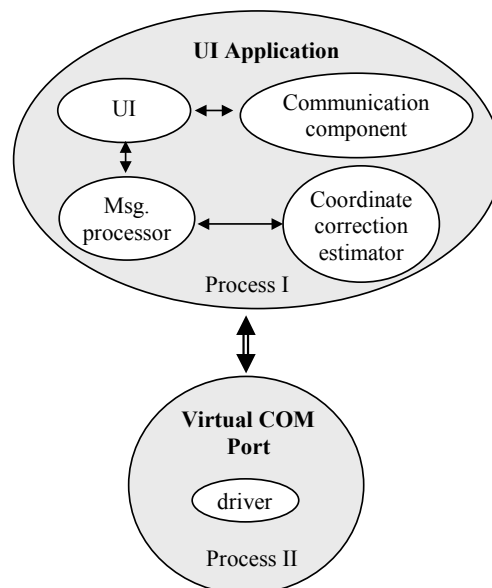 UI Application
UI
Communication
component
Msg.
processor
Coordinate
correction
estimator
Process I
Virtual COM
Port
driver
Process II